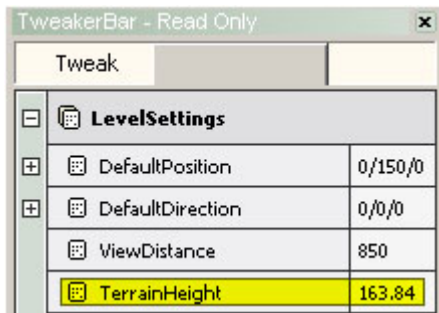 TweakerBar - Read Only
Tweak
LevelSettings
DefaultPosition 0/150/0
DefaultDirection 0/0/0
ViewDistance 850
TerrainHeight 163.84